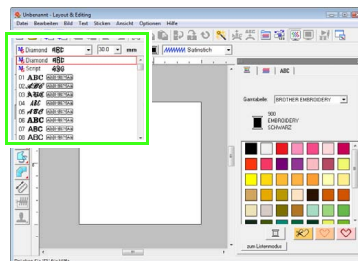 Unbenannt - Layout & Editing
Datei Bearbeiten Bild Text Sticken Ansicht Optionen Hilfe
Diamond ABC 30.0 mm Satinstich
Diamond ABC
Script
01 ABC
02 ABC
03 ABC
04 ABC
05 ABC
06 ABC
07 ABC
08 ABC
ABC
Garntabelle: BROTHER EMBROIDERY
900
EMBROIDERY
SCHWARZ
zum Listenmodus